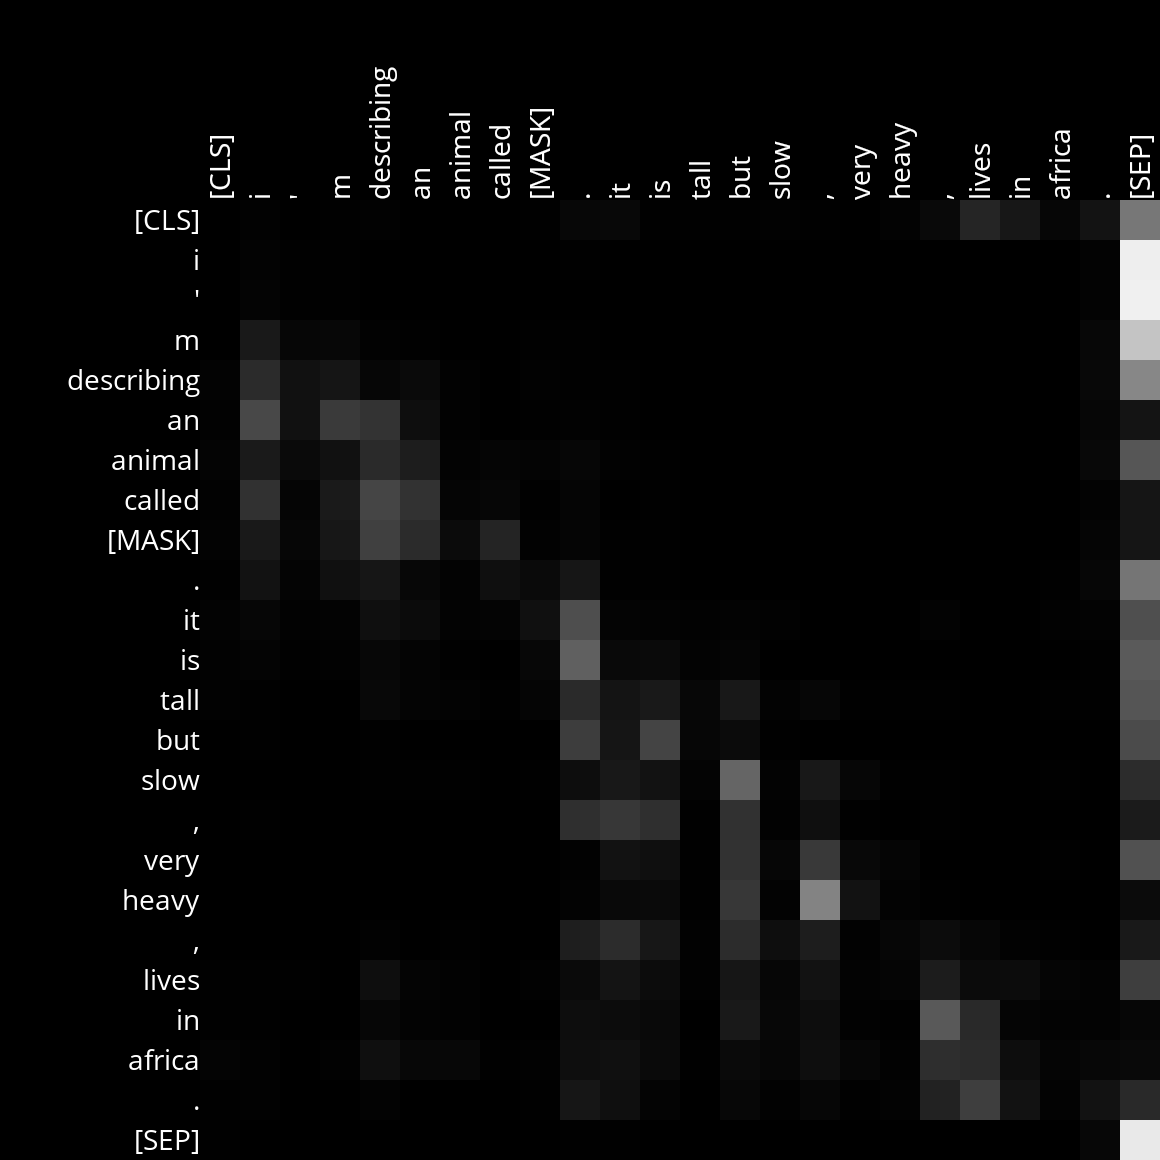 [CLS] i ' m describing an animal called [MASK] . it is tall but slow , very heavy , lives in africa . [SEP]
[CLS]
i
'
m
describing
an
animal
called
[MASK]
.
it
is
tall
but
slow
,
very
heavy
,
lives
in
africa
.
[SEP]